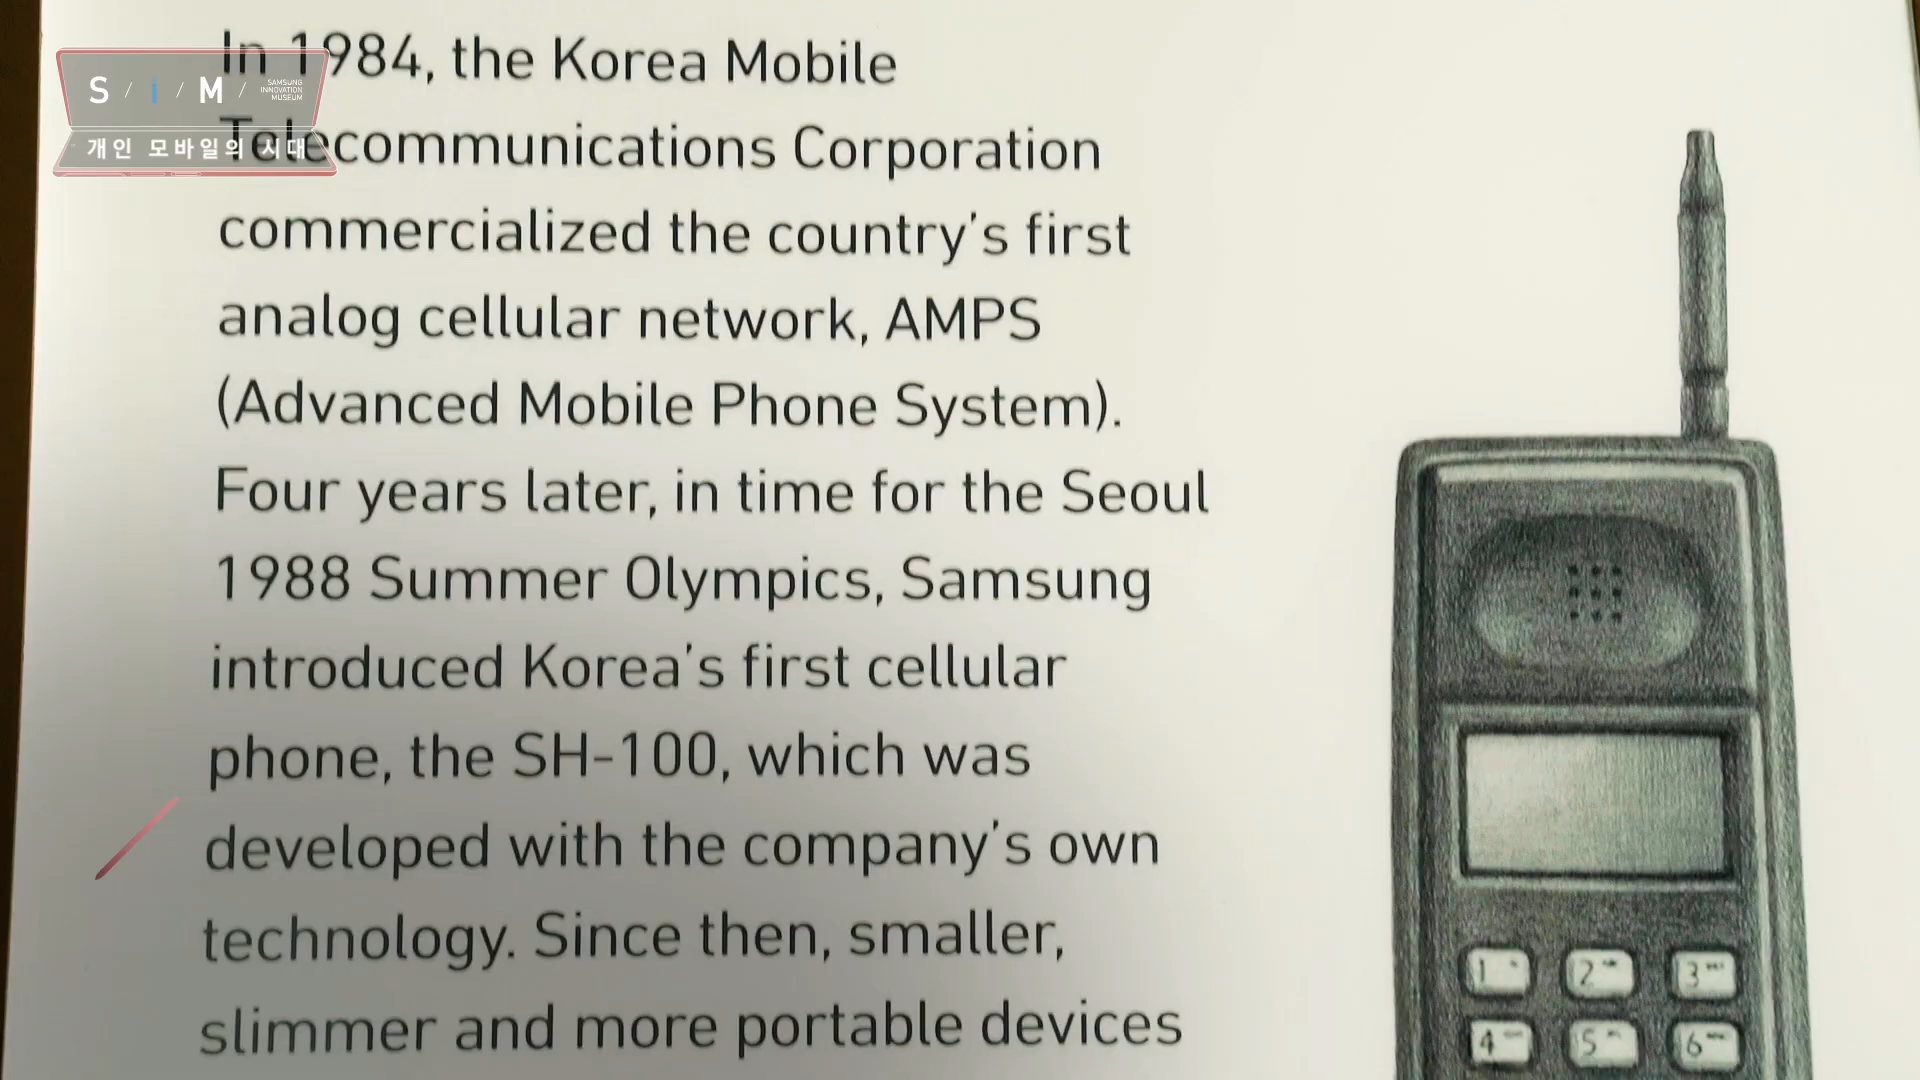 S / I / M / SAMSUNG INNOVATION MUSEUM
개인 모바일의 시대
In 1984, the Korea Mobile
Telecommunications Corporation
commercialized the country's first
analog cellular network, AMPS
(Advanced Mobile Phone System).
Four years later, in time for the Seoul
1988 Summer Olympics, Samsung
introduced Korea's first cellular
phone, the SH-100, which was
developed with the company's own
technology. Since then, smaller,
slimmer and more portable devices
1 2 3
4 5 6